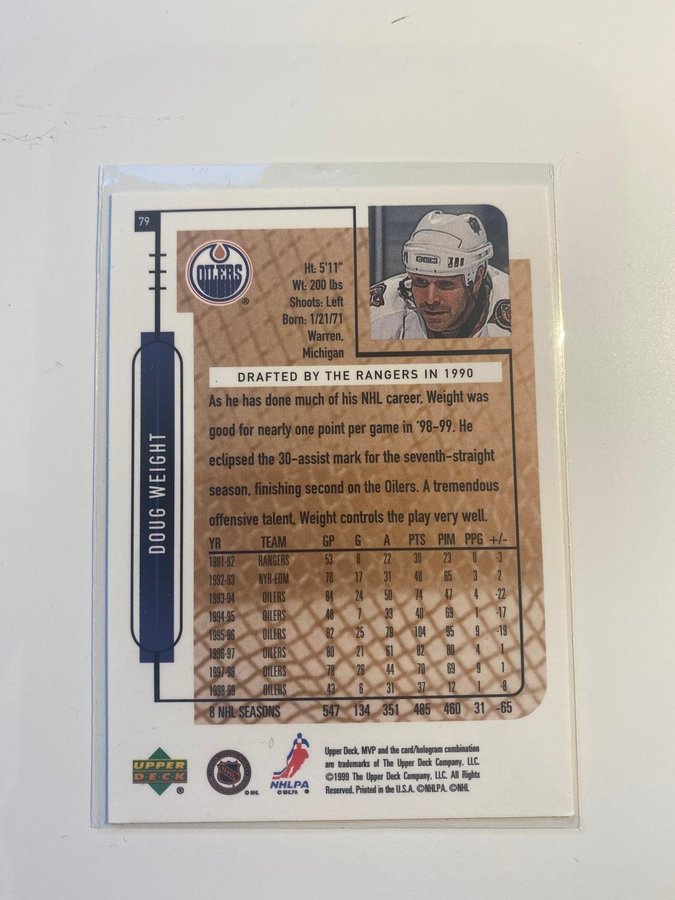 79
OILERS
®
Ht: 5'11"
Wt: 200 lbs
Shoots: Left
Born: 1/21/71
Warren,
Michigan
DRAFTED BY THE RANGERS IN 1990
As he has done much of his NHL career, Weight was
good for nearly one point per game in '98-99. He
eclipsed the 30-assist mark for the seventh-straight
season, finishing second on the Oilers. A tremendous
offensive talent, Weight controls the play very well.
DOUG WEIGHT
YR TEAM GP G A PTS PIM PPG +/-
1991-92 RANGERS 53 8 22 30 23 0 -3
1992-93 NYR-EDM 78 17 31 48 65 3 2
1993-94 OILERS 84 24 50 74 47 4 -22
1994-95 OILERS 48 7 33 40 69 1 -17
1995-96 OILERS 82 25 79 104 95 9 -19
1996-97 OILERS 80 21 61 82 80 4 1
1997-98 OILERS 79 26 44 70 69 9 1
1998-99 OILERS 43 6 31 37 12 1 -8
8 NHL SEASONS 547 134 351 485 460 31 -65
UPPER
DECK
®
NHL
© NHL
NHLPA
© NHLPA
Upper Deck, MVP and the card/hologram combination
are trademarks of The Upper Deck Company, LLC.
©1999 The Upper Deck Company, LLC. All Rights
Reserved. Printed in the U.S.A. ©NHLPA. ©NHL